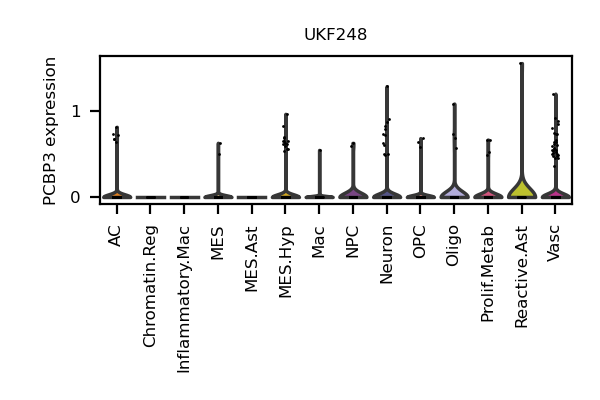 UKF248
PCBP3 expression
1
0
AC
Chromatin.Reg
Inflammatory.Mac
MES
MES.Ast
MES.Hyp
Mac
NPC
Neuron
OPC
Oligo
Prolif.Metab
Reactive.Ast
Vasc